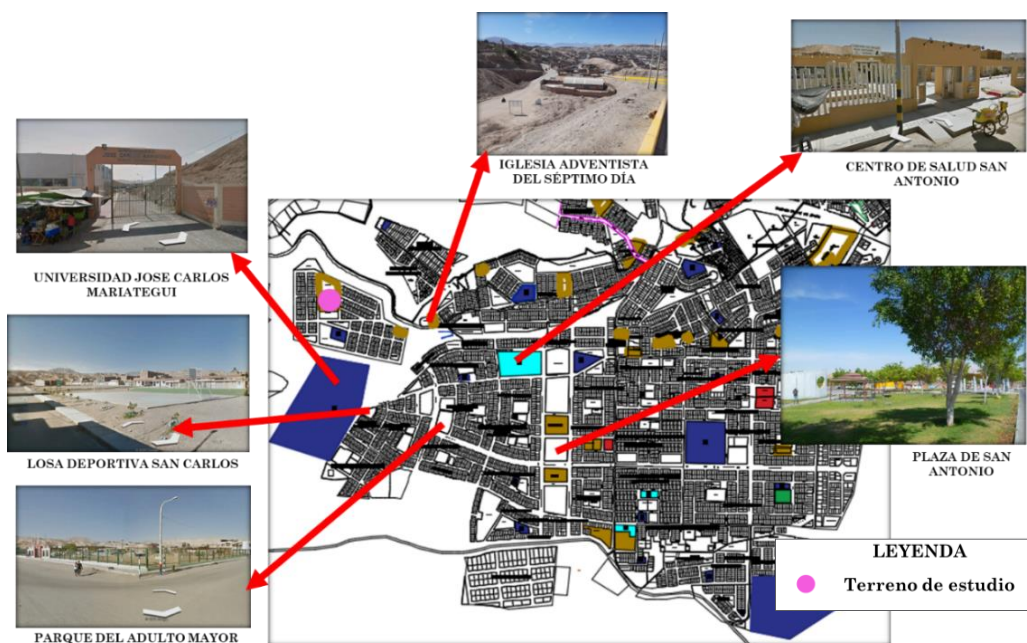 IGLESIA ADVENTISTA
DEL SÉPTIMO DÍA
CENTRO DE SALUD SAN
ANTONIO
UNIVERSIDAD JOSE CARLOS
MARIATEGUI
LOSA DEPORTIVA SAN CARLOS
PLAZA DE SAN
ANTONIO
PARQUE DEL ADULTO MAYOR
LEYENDA
Terreno de estudio